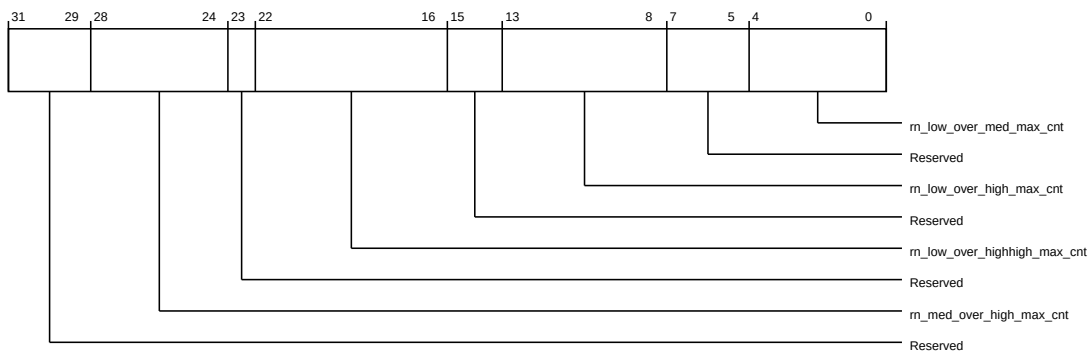 31 29 28 24 23 22 16 15 13 8 7 5 4 0
rn_low_over_med_max_cnt
Reserved
rn_low_over_high_max_cnt
Reserved
rn_low_over_highhigh_max_cnt
Reserved
rn_med_over_high_max_cnt
Reserved